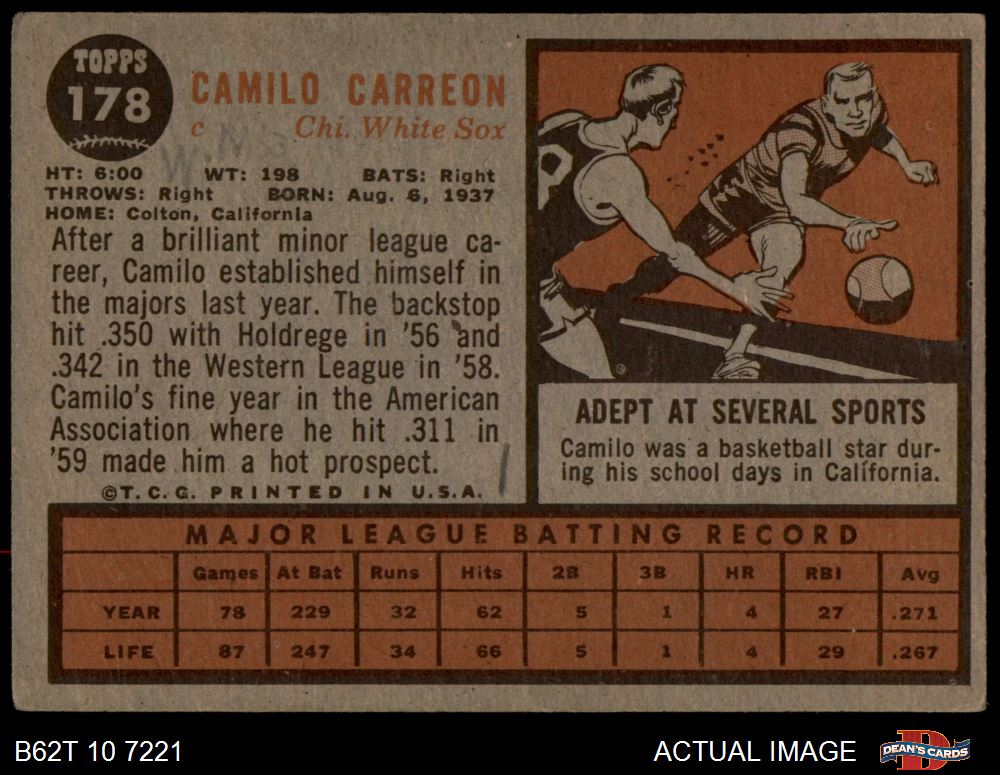 TOPPS
178
CAMILO CARREON
c Chi. White Sox
HT: 6:00 WT: 198 BATS: Right
THROWS: Right BORN: Aug. 6, 1937
HOME: Colton, California
After a brilliant minor league ca-
reer, Camilo established himself in
the majors last year. The backstop
hit .350 with Holdrege in '56 and
.342 in the Western League in '58.
Camilo's fine year in the American
Association where he hit .311 in
'59 made him a hot prospect.
©T.C.G. PRINTED IN U.S.A.
8
ADEPT AT SEVERAL SPORTS
Camilo was a basketball star dur-
ing his school days in California.
MAJOR LEAGUE BATTING RECORD
Games At Bat Runs Hits 2B 3B HR RBI Avg
YEAR 78 229 32 62 5 1 4 27 .271
LIFE 87 247 34 66 5 1 4 29 .267
B62T 10 7221
ACTUAL IMAGE
D
DEAN'S CARDS